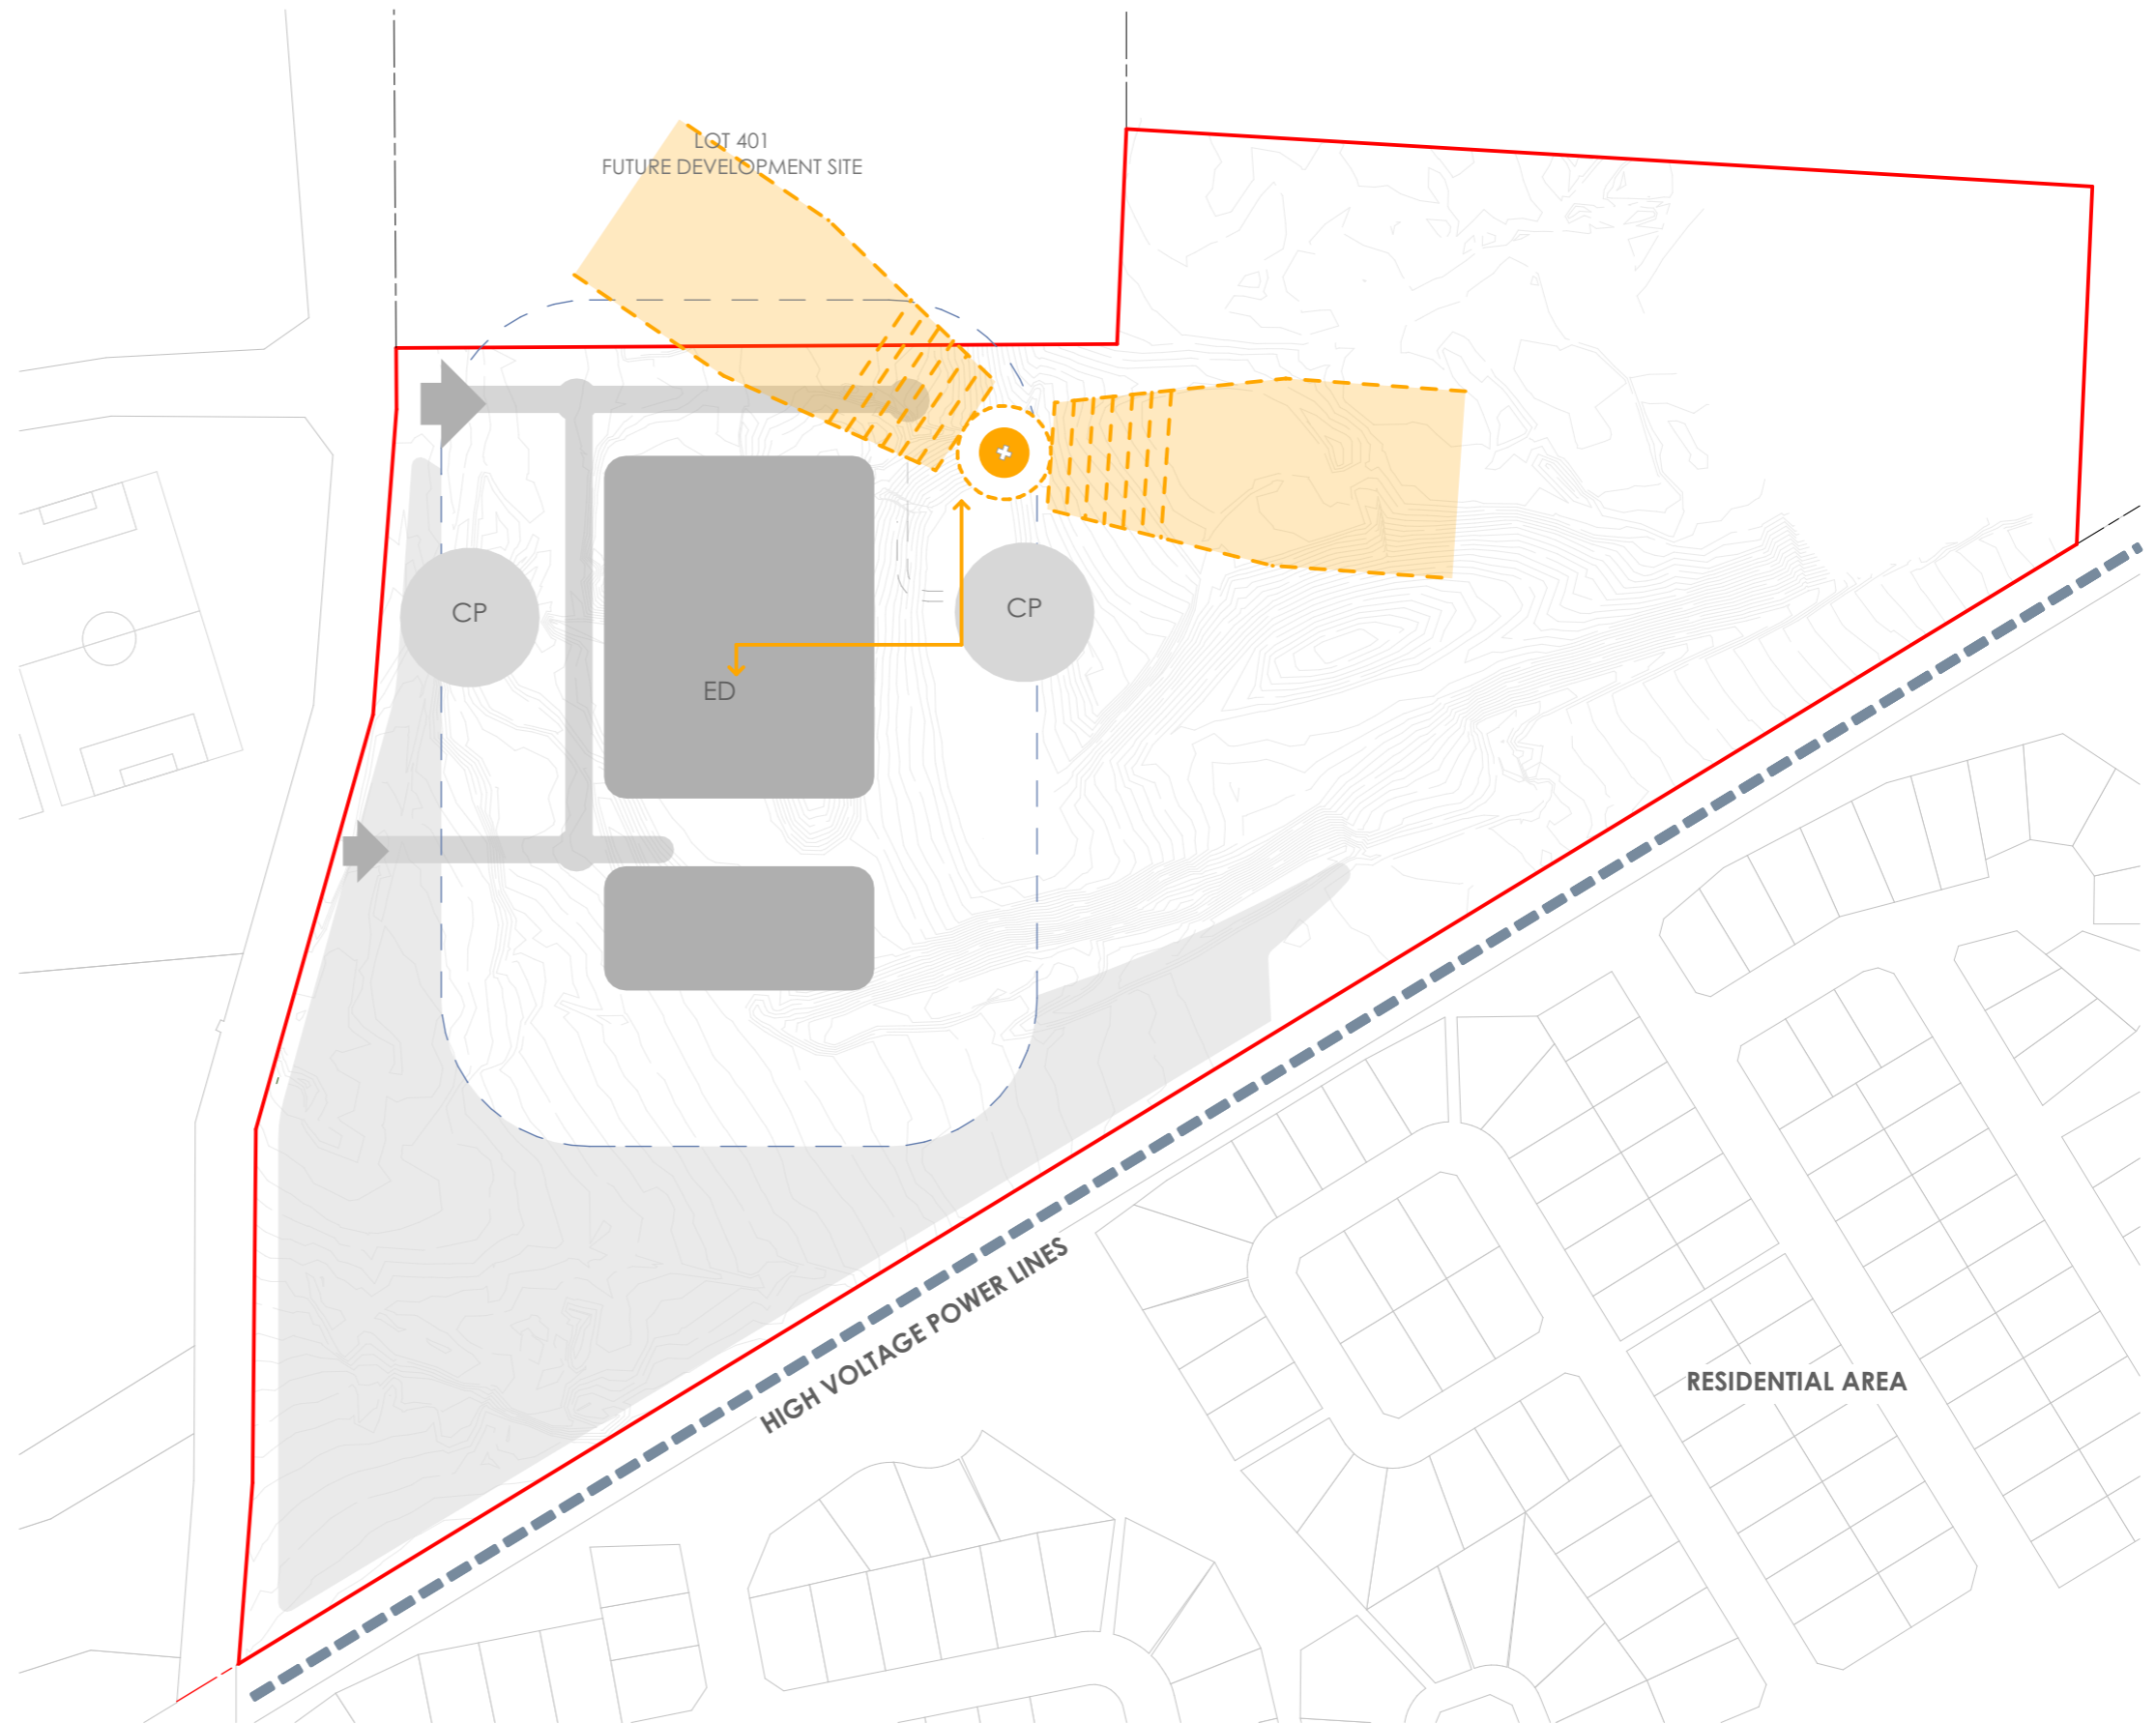 LOT 401
FUTURE DEVELOPMENT SITE
CP
CP
ED
HIGH VOLTAGE POWER LINES
RESIDENTIAL AREA